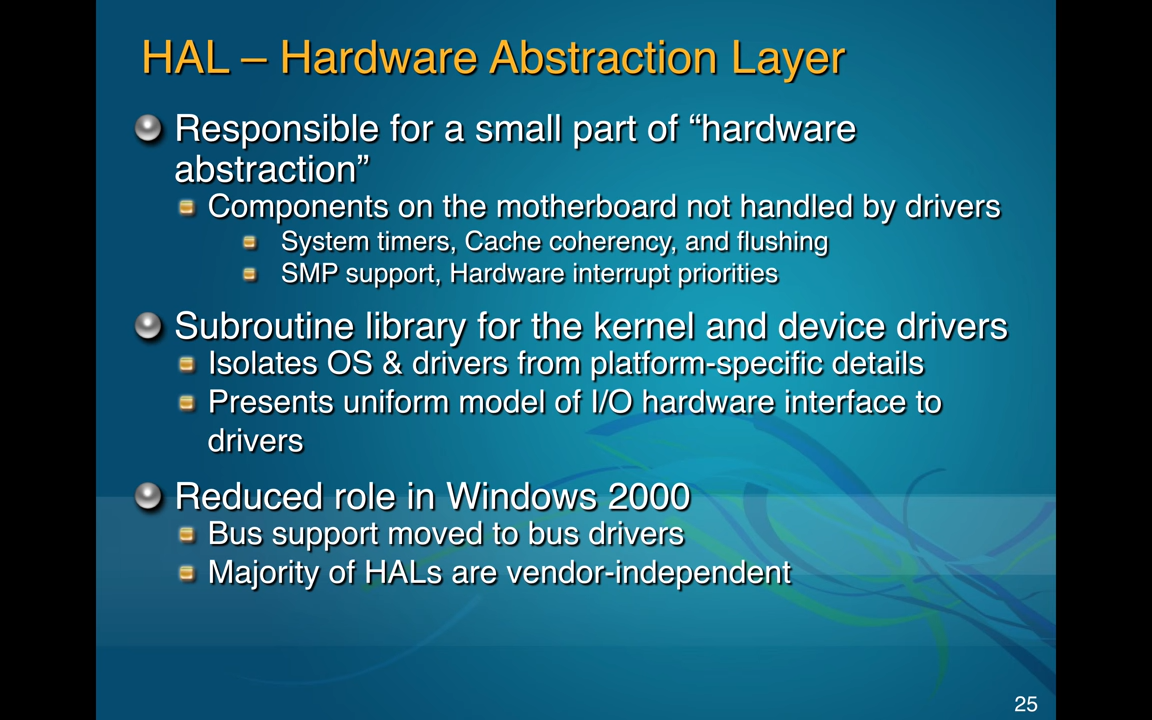 HAL – Hardware Abstraction Layer
Responsible for a small part of “hardware
abstraction”
Components on the motherboard not handled by drivers
System timers, Cache coherency, and flushing
SMP support, Hardware interrupt priorities
Subroutine library for the kernel and device drivers
Isolates OS & drivers from platform-specific details
Presents uniform model of I/O hardware interface to
drivers
Reduced role in Windows 2000
Bus support moved to bus drivers
Majority of HALs are vendor-independent
25